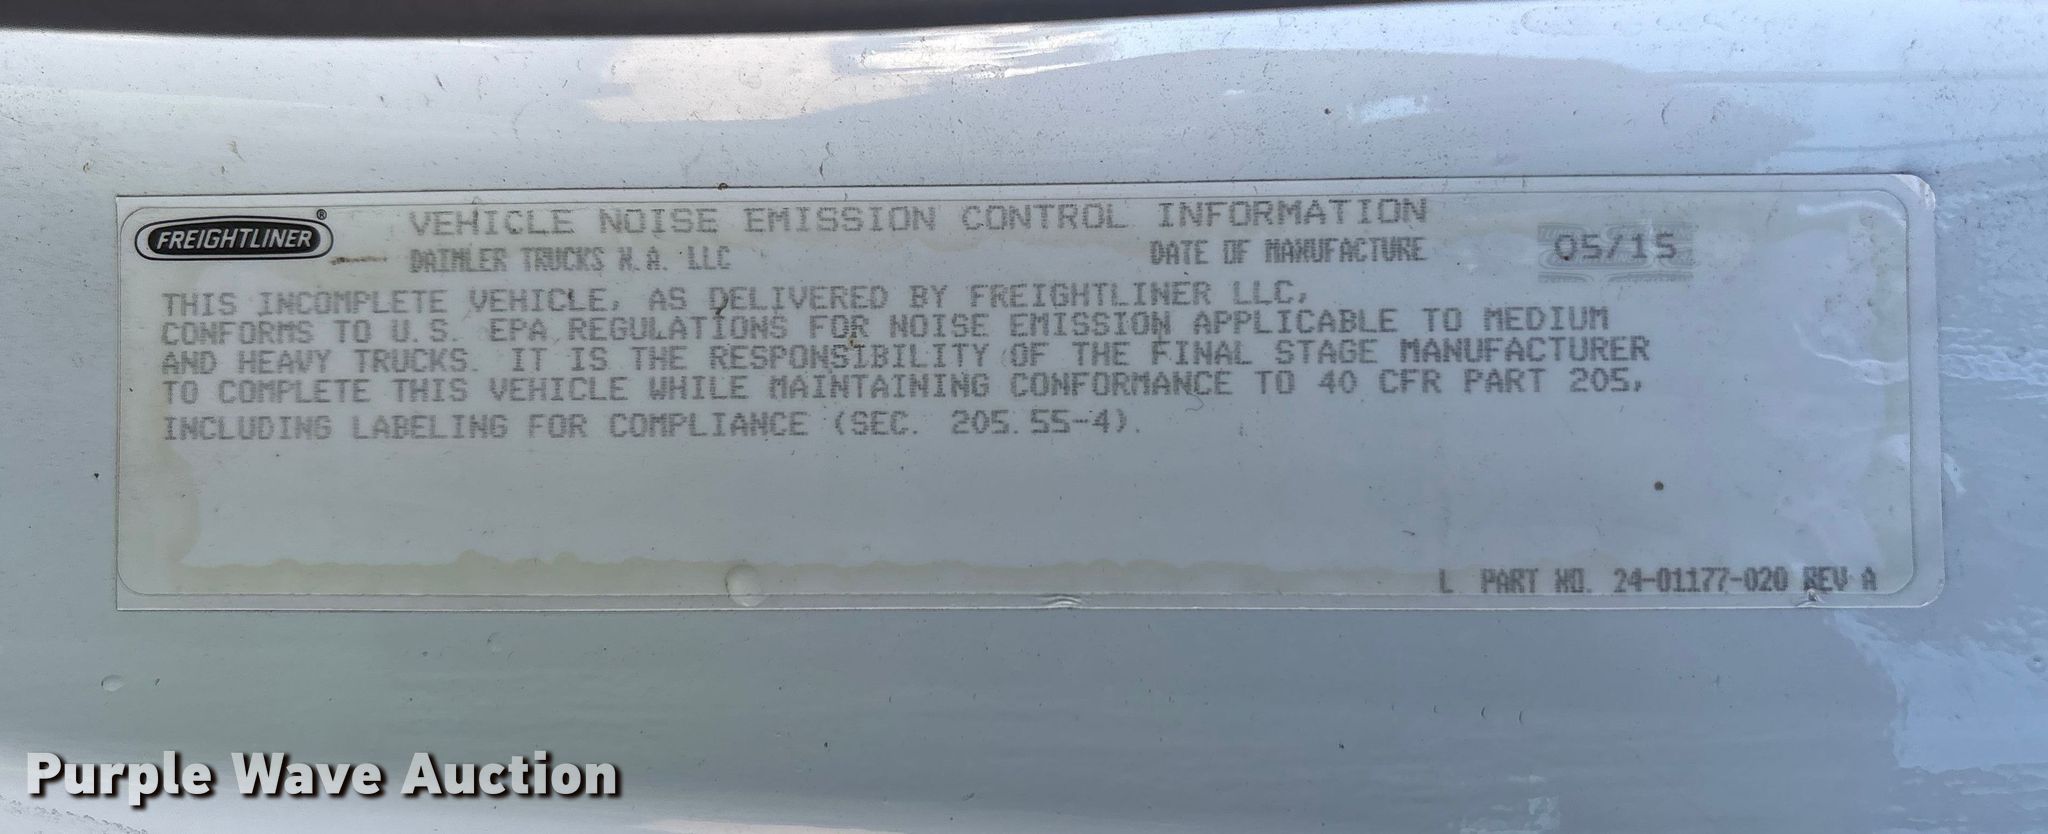 FREIGHTLINER®
VEHICLE NOISE EMISSION CONTROL INFORMATION
DAIMLER TRUCKS N.A. LLC DATE OF MANUFACTURE 05/15
THIS INCOMPLETE VEHICLE, AS DELIVERED BY FREIGHTLINER LLC,
CONFORMS TO U.S. EPA REGULATIONS FOR NOISE EMISSION APPLICABLE TO MEDIUM
AND HEAVY TRUCKS. IT IS THE RESPONSIBILITY OF THE FINAL STAGE MANUFACTURER
TO COMPLETE THIS VEHICLE WHILE MAINTAINING CONFORMANCE TO 40 CFR PART 205,
INCLUDING LABELING FOR COMPLIANCE (SEC. 205.55-4).
L PART NO. 24-01177-020 REV A
Purple Wave Auction